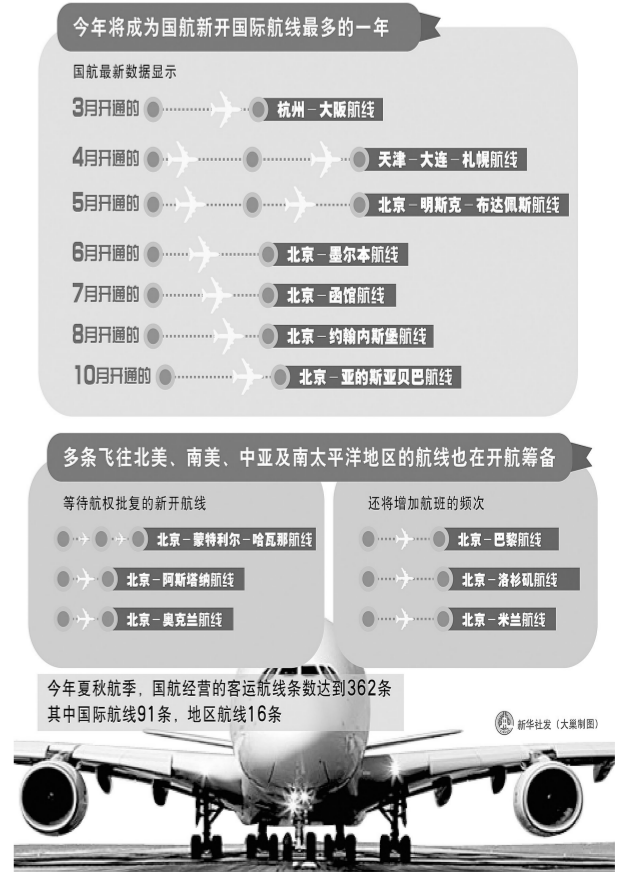 今年将成为国航新开国际航线最多的一年
国航最新数据显示
3月开通的 杭州－大阪航线
4月开通的 天津－大连－札幌航线
5月开通的 北京－明斯克－布达佩斯航线
6月开通的 北京－墨尔本航线
7月开通的 北京－函馆航线
8月开通的 北京－约翰内斯堡航线
10月开通的 北京－亚的斯亚贝巴航线
多条飞往北美、南美、中亚及南太平洋地区的航线也在开航筹备
等待航权批复的新开航线
北京－蒙特利尔－哈瓦那航线
北京－阿斯塔纳航线
北京－奥克兰航线
还将增加航班的频次
北京－巴黎航线
北京－洛杉矶航线
北京－米兰航线
今年夏秋航季，国航经营的客运航线条数达到362条
其中国际航线91条，地区航线16条
新华社发（大巢制图）